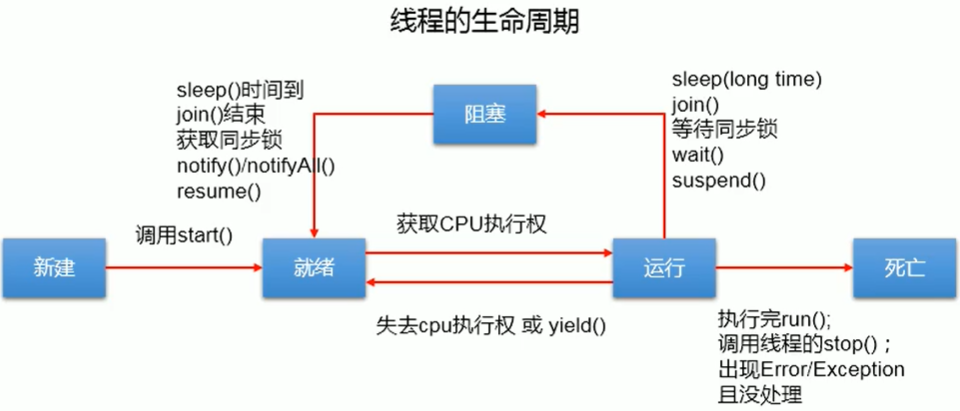 线程的生命周期
sleep()时间到
join()结束
获取同步锁
notify()/notifyAll()
resume()
阻塞
sleep(long time)
join()
等待同步锁
wait()
suspend()
调用start()
获取CPU执行权
新建
就绪
运行
死亡
失去cpu执行权 或 yield()
执行完run();
调用线程的stop() ;
出现Error/Exception
且没处理